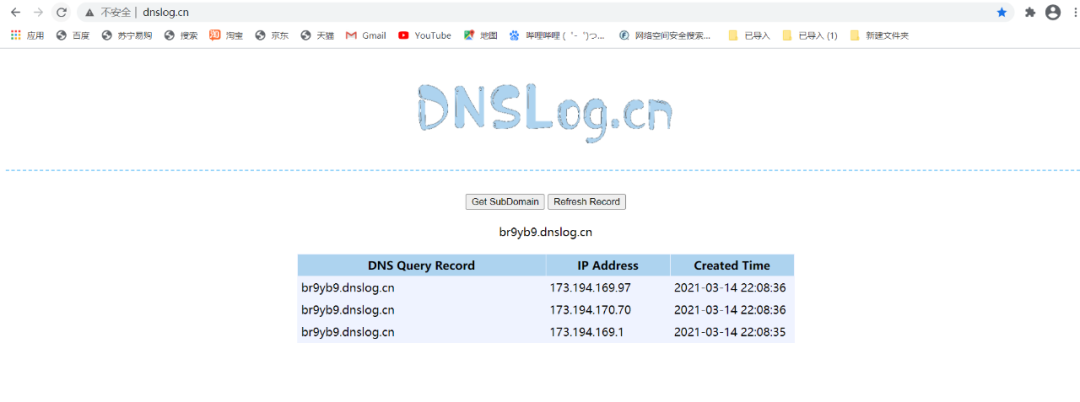 不安全 | dnslog.cn
应用 百度 苏宁易购 搜索 淘宝 京东 天猫 Gmail YouTube 地图 哔哩哔哩 ( ゜- ゜)つ... 网络空间安全搜索... 已导入 已导入 (1) 新建文件夹
DNSLog.cn
Get SubDomain Refresh Record
br9yb9.dnslog.cn
DNS Query Record IP Address Created Time
br9yb9.dnslog.cn 173.194.169.97 2021-03-14 22:08:36
br9yb9.dnslog.cn 173.194.170.70 2021-03-14 22:08:36
br9yb9.dnslog.cn 173.194.169.1 2021-03-14 22:08:35